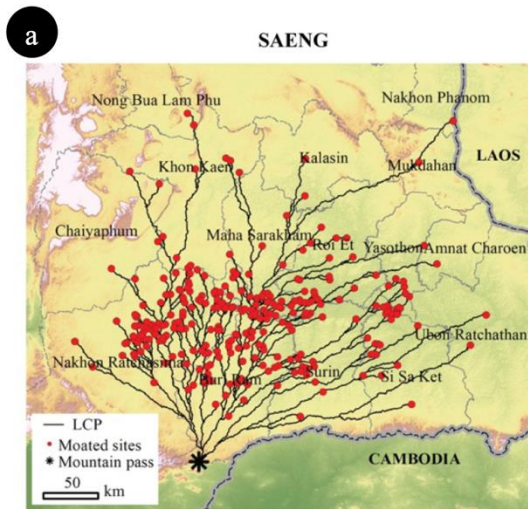 a
SAENG
Nong Bua Lam Phu
Nakhon Phanom
Khon Kaen
Kalasin
Mukdahan
LAOS
Chaiyaphum
Maha Sarakham
Roi Et
Yasothon
Amnat Charoen
Ubon Ratchathan
Nakhon Ratchasima
Buri Ram
Surin
Si Sa Ket
LCP
Moated sites
Mountain pass
50
km
CAMBODIA